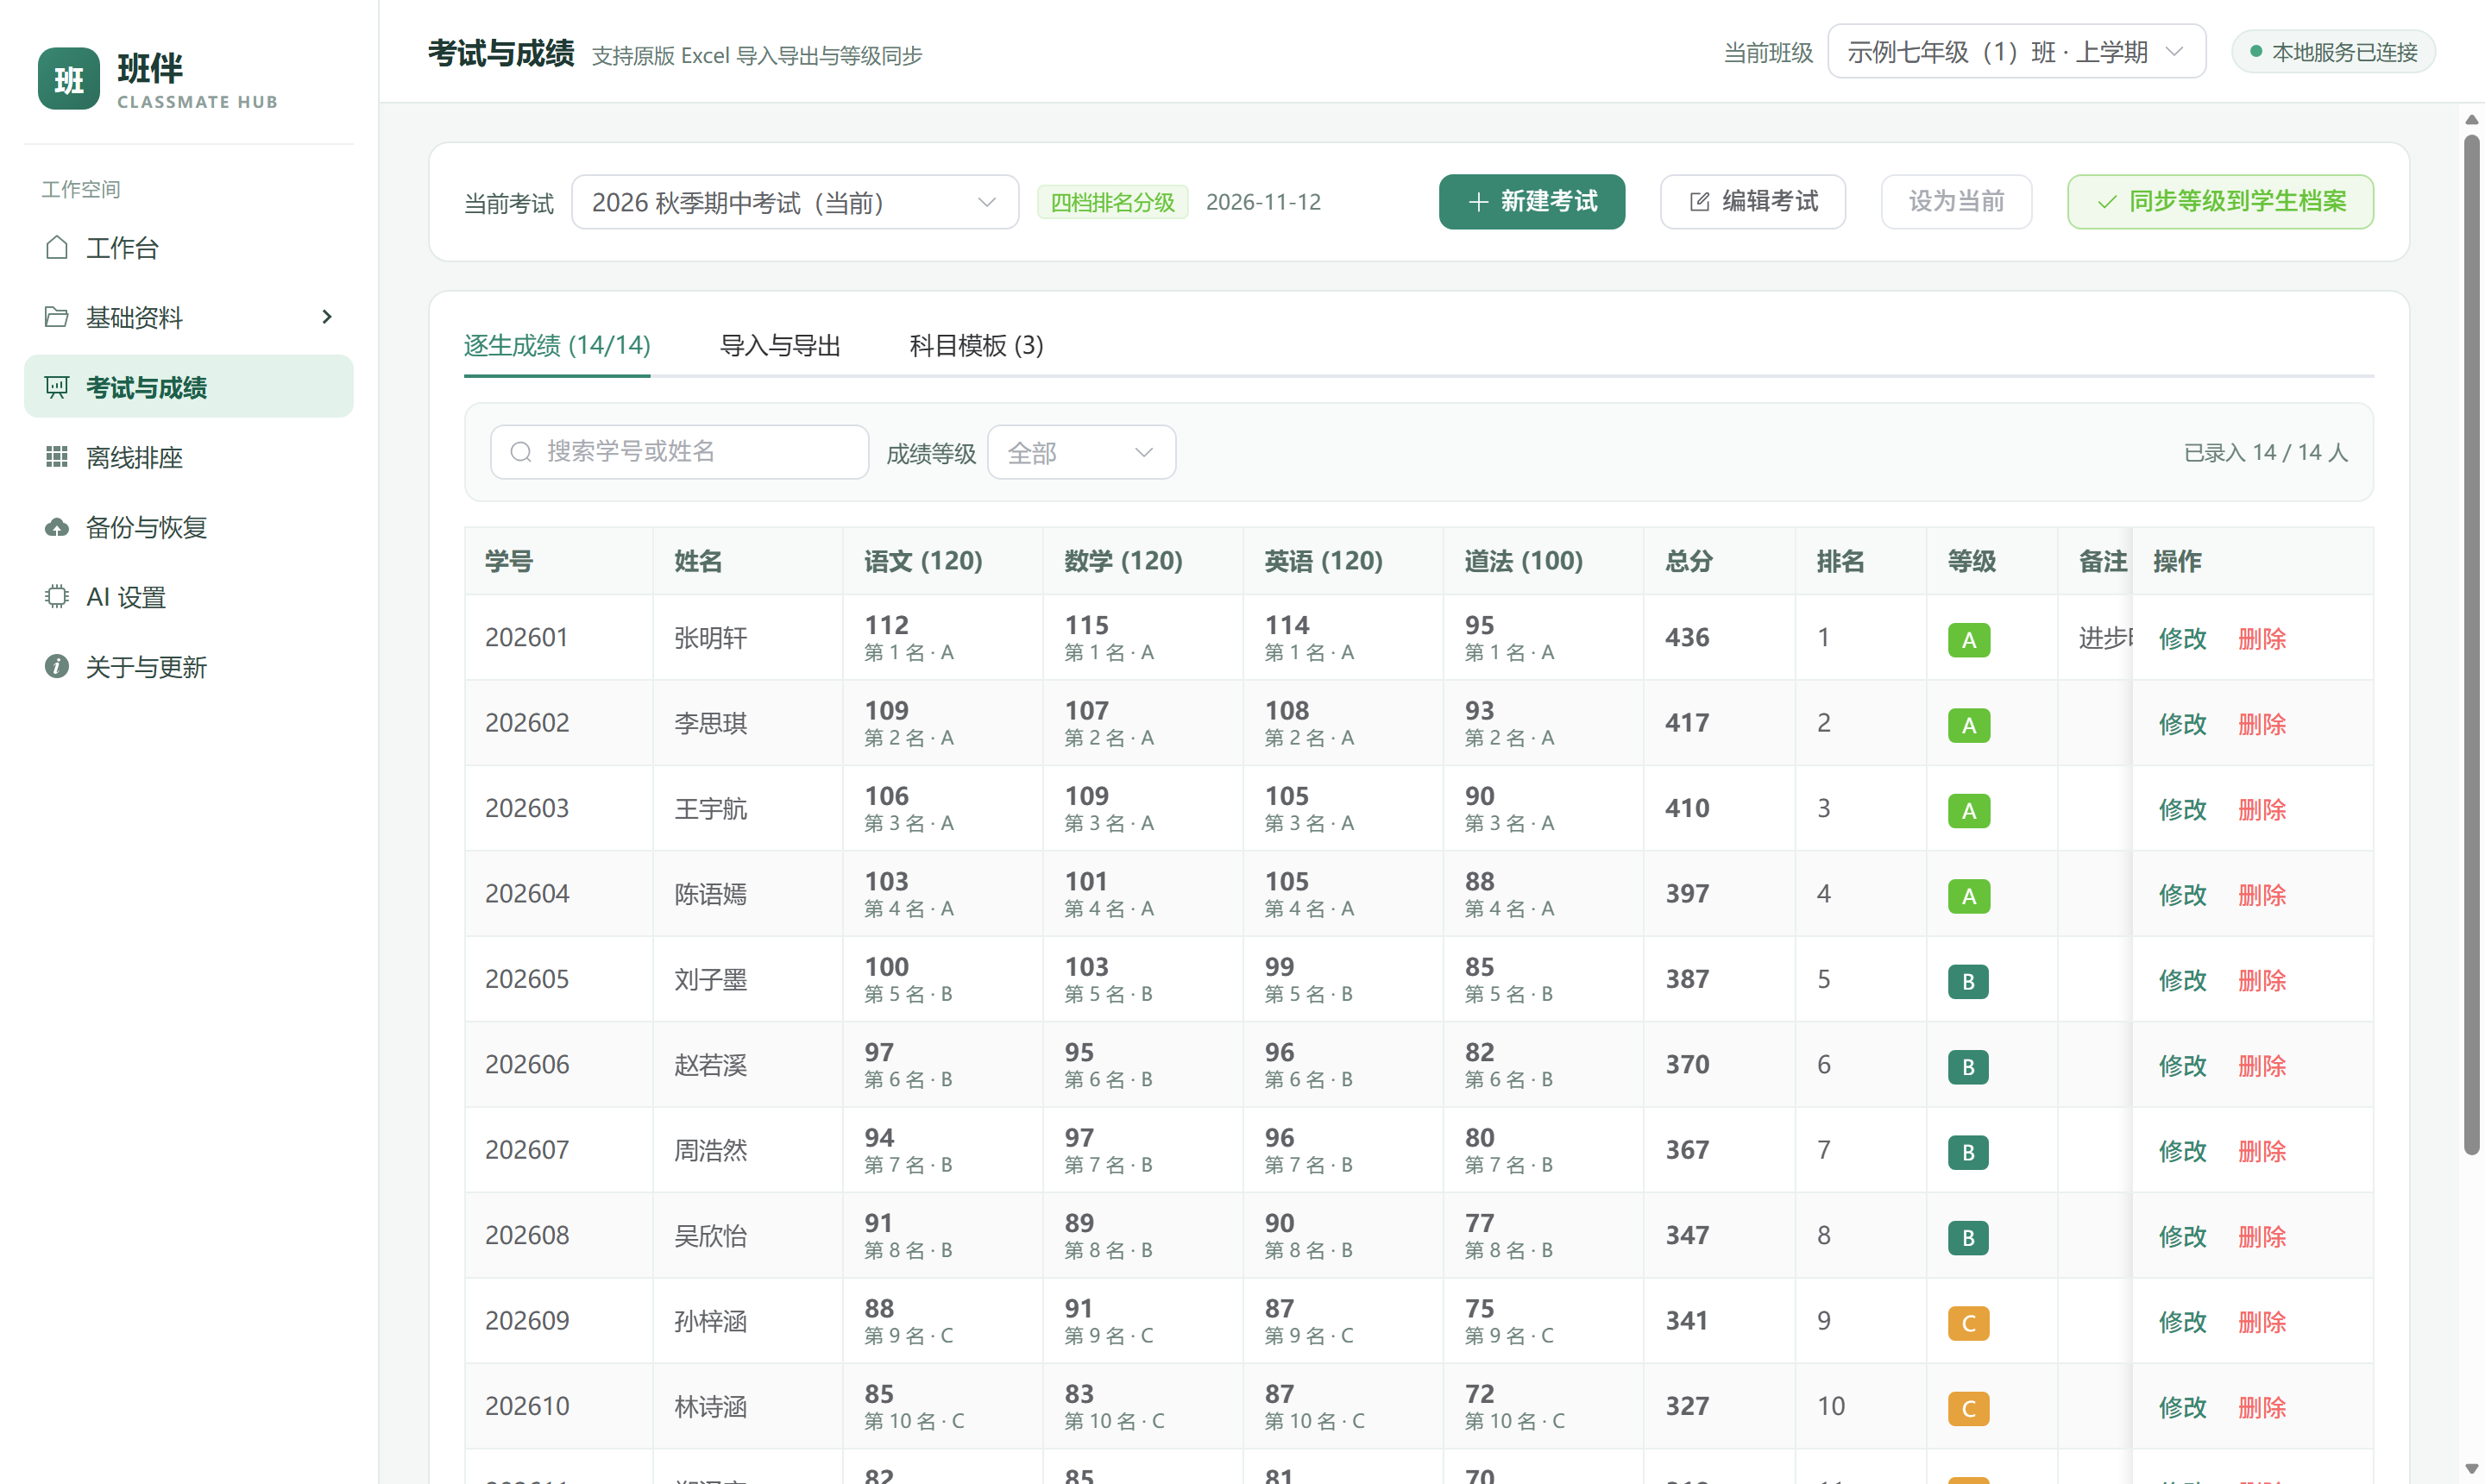 班
班伴
CLASSMATE HUB
工作空间
工作台
基础资料
考试与成绩
离线排座
备份与恢复
AI 设置
关于与更新
考试与成绩 支持原版 Excel 导入导出与等级同步 当前班级 示例七年级（1）班 · 上学期 本地服务已连接
当前考试 2026 秋季期中考试（当前） 四档排名分级 2026-11-12 新建考试 编辑考试 设为当前 同步等级到学生档案
逐生成绩 (14/14) 导入与导出 科目模板 (3)
搜索学号或姓名 成绩等级 全部 已录入 14 / 14 人
学号 姓名 语文 (120) 数学 (120) 英语 (120) 道法 (100) 总分 排名 等级 备注 操作
202601 张明轩 112 115 114 95 436 1 A 进步 修改 删除
第 1 名 · A 第 1 名 · A 第 1 名 · A 第 1 名 · A
202602 李思琪 109 107 108 93 417 2 A 修改 删除
第 2 名 · A 第 2 名 · A 第 2 名 · A 第 2 名 · A
202603 王宇航 106 109 105 90 410 3 A 修改 删除
第 3 名 · A 第 3 名 · A 第 3 名 · A 第 3 名 · A
202604 陈语嫣 103 101 105 88 397 4 A 修改 删除
第 4 名 · A 第 4 名 · A 第 4 名 · A 第 4 名 · A
202605 刘子墨 100 103 99 85 387 5 B 修改 删除
第 5 名 · B 第 5 名 · B 第 5 名 · B 第 5 名 · B
202606 赵若溪 97 95 96 82 370 6 B 修改 删除
第 6 名 · B 第 6 名 · B 第 6 名 · B 第 6 名 · B
202607 周浩然 94 97 96 80 367 7 B 修改 删除
第 7 名 · B 第 7 名 · B 第 7 名 · B 第 7 名 · B
202608 吴欣怡 91 89 90 77 347 8 B 修改 删除
第 8 名 · B 第 8 名 · B 第 8 名 · B 第 8 名 · B
202609 孙梓涵 88 91 87 75 341 9 C 修改 删除
第 9 名 · C 第 9 名 · C 第 9 名 · C 第 9 名 · C
202610 林诗涵 85 83 87 72 327 10 C 修改 删除
第 10 名 · C 第 10 名 · C 第 10 名 · C 第 10 名 · C
82 85 81 70